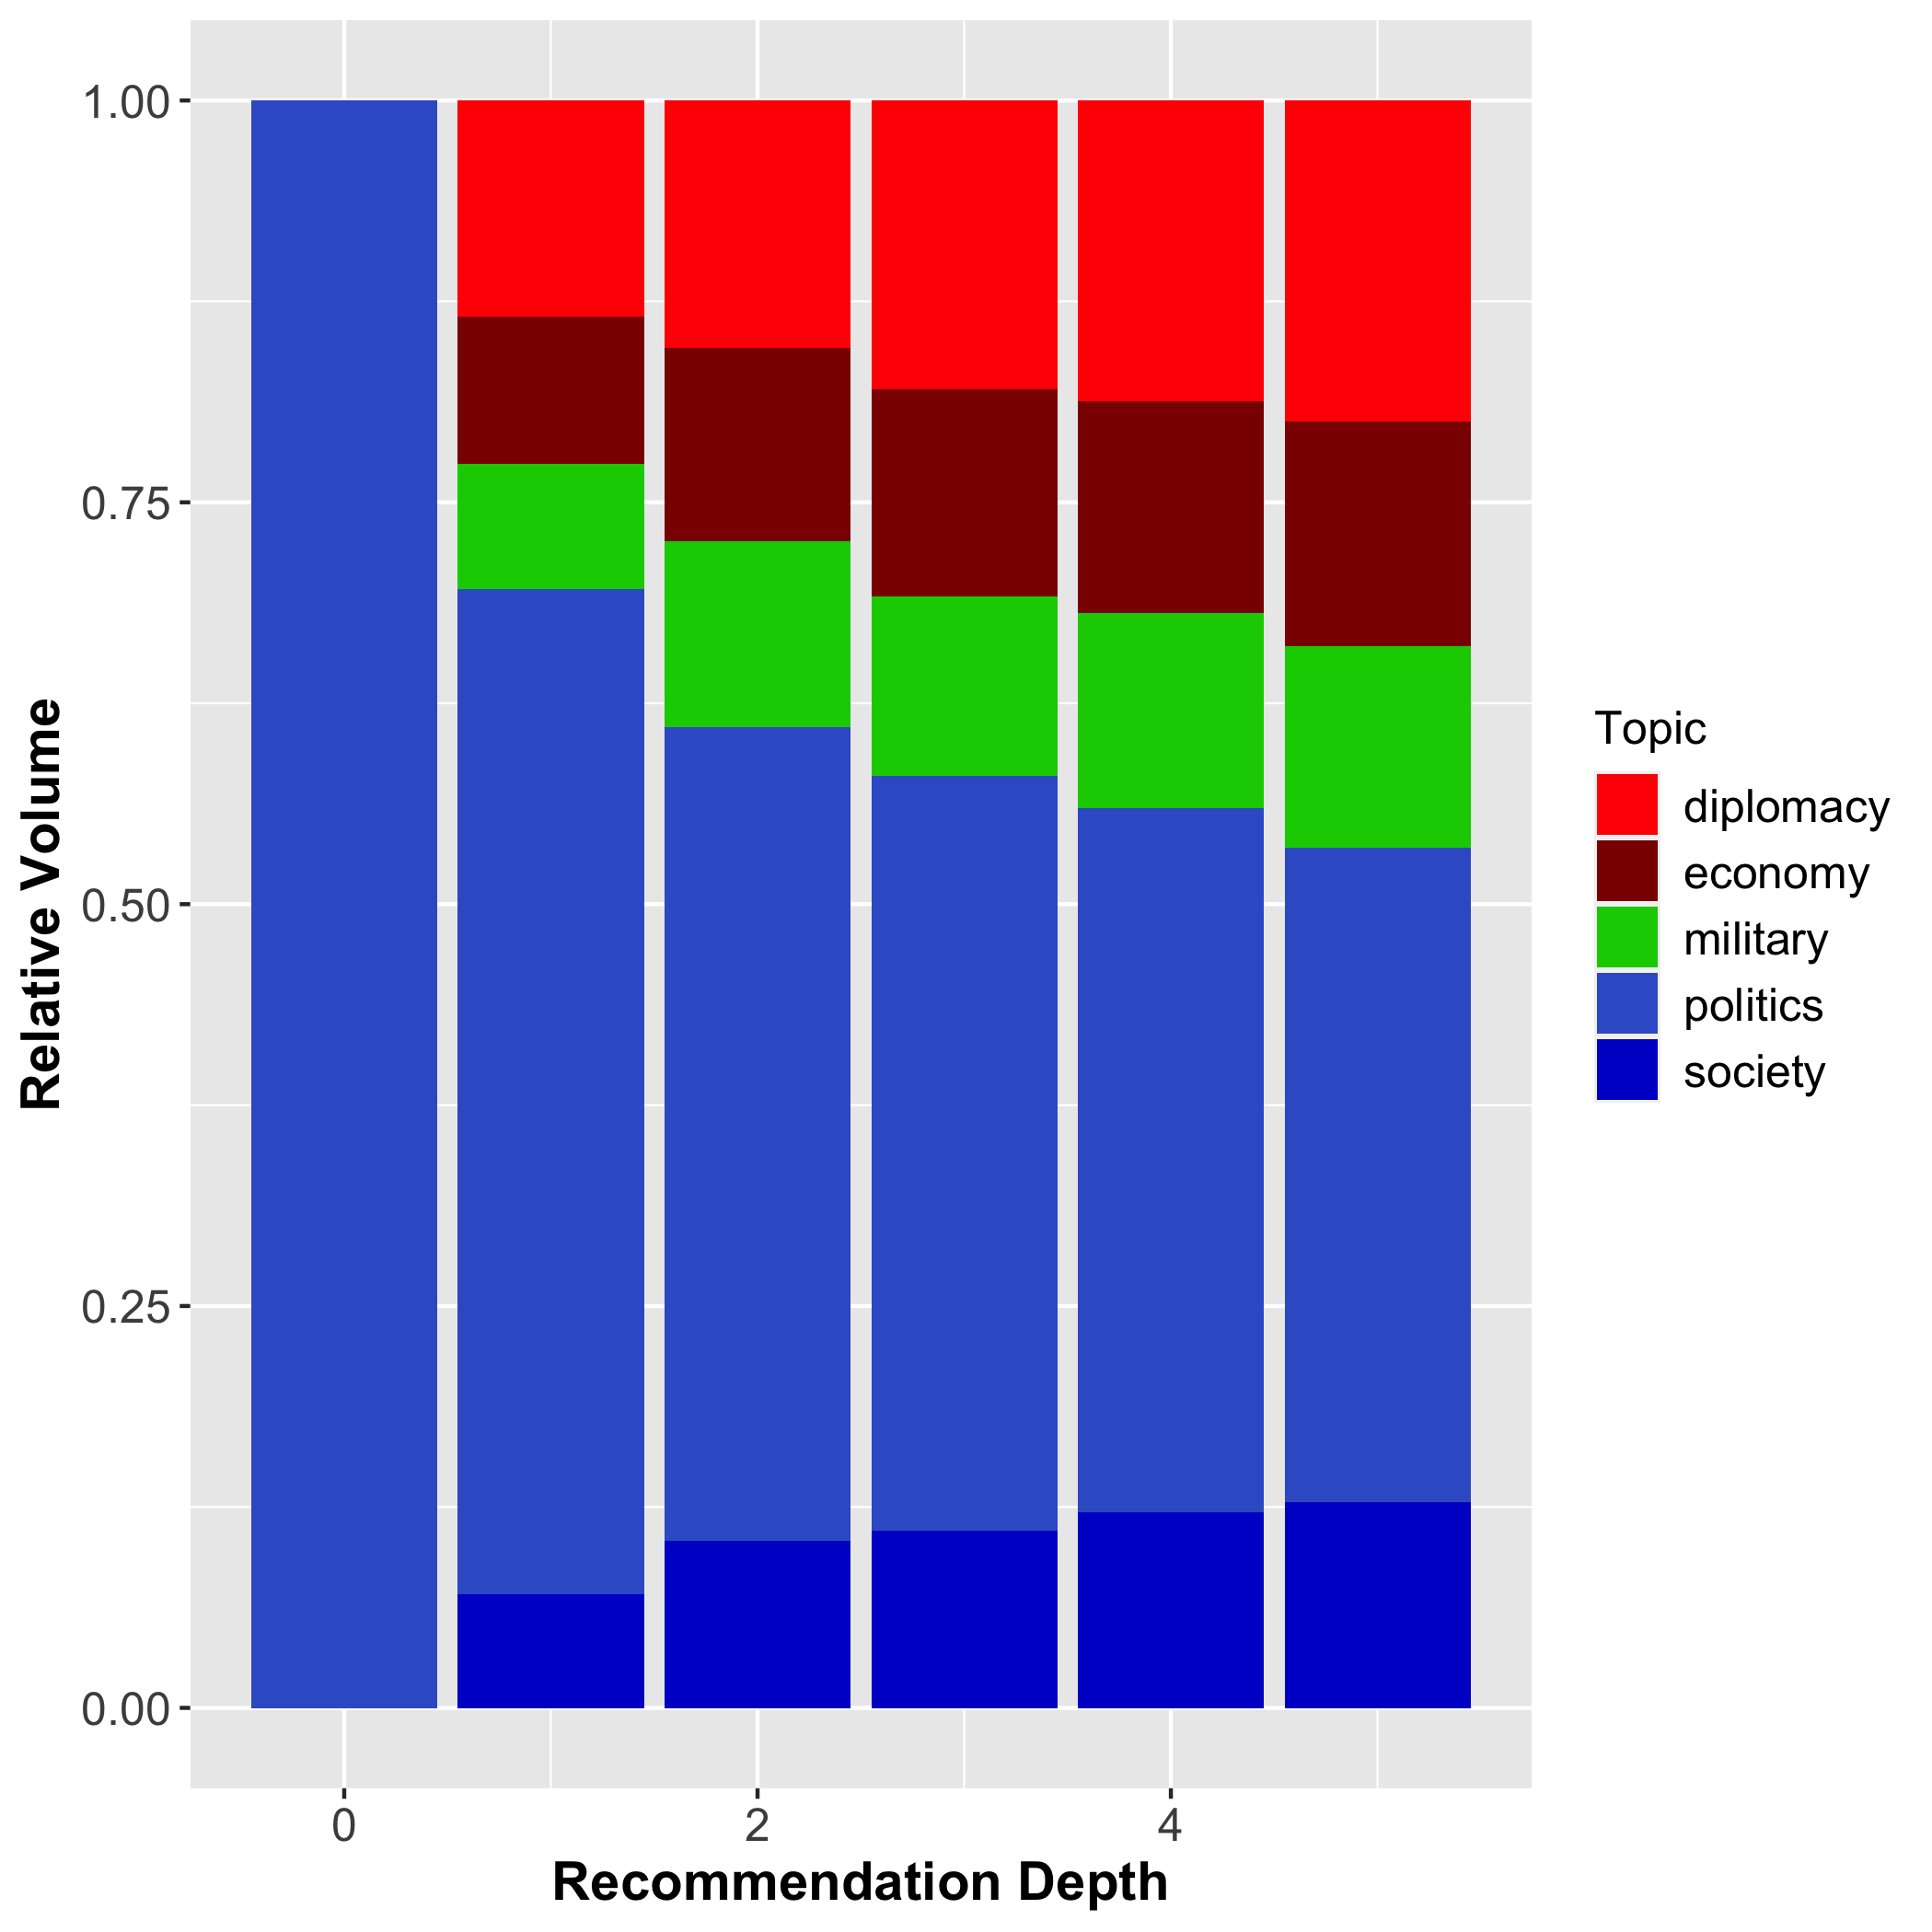 1.00
0.75
0.50
0.25
0.00
Relative Volume
0 2 4
Recommendation Depth
Topic
diplomacy
economy
military
politics
society